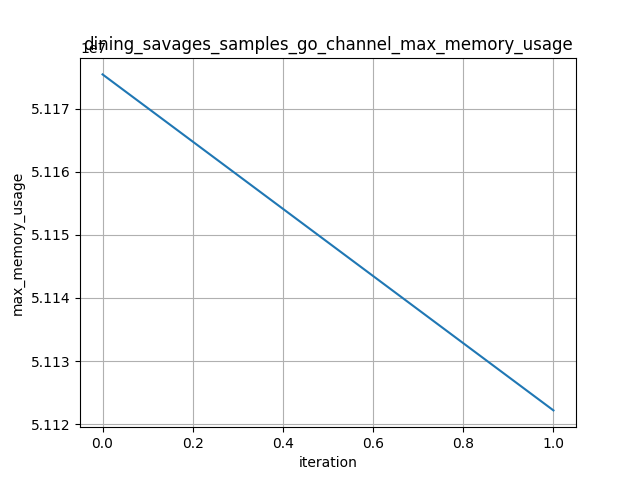 dining_savages_samples_go_channel_max_memory_usage
1e7
5.117
5.116
5.115
5.114
5.113
5.112
max_memory_usage
0.0 0.2 0.4 0.6 0.8 1.0
iteration